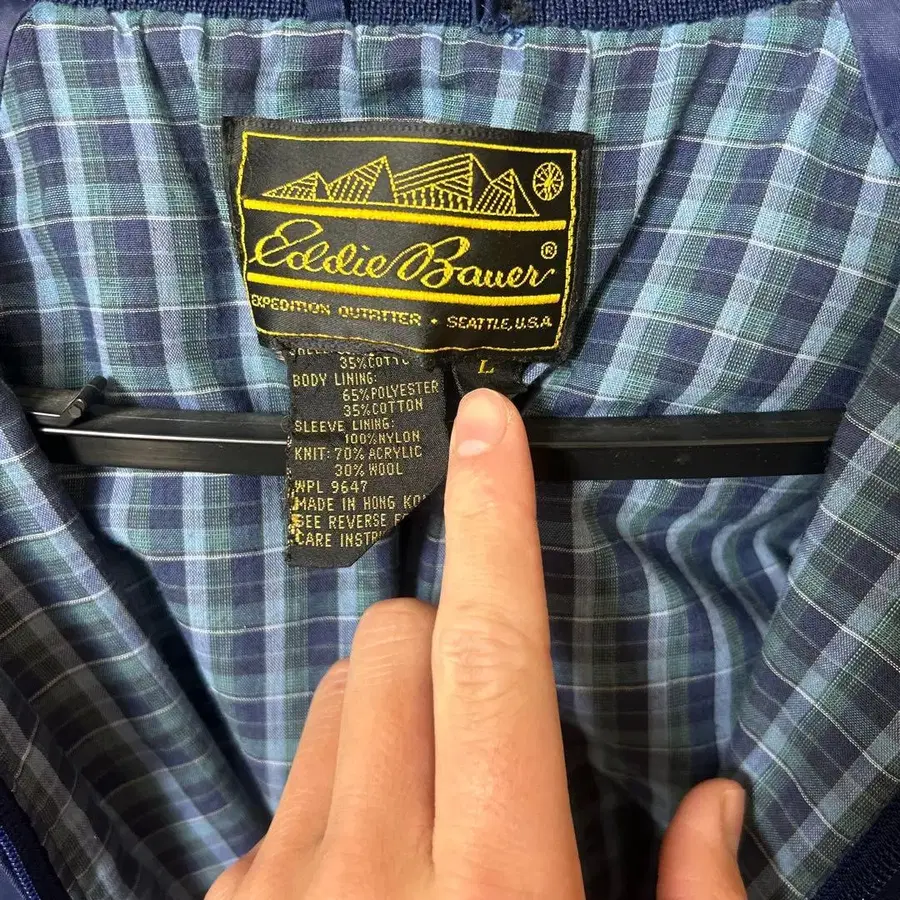 Eddie Bauer®
EXPEDITION OUTFITTER • SEATTLE, U.S.A.
L
35% COTTO
BODY LINING:
65% POLYESTER
35% COTTON
SLEEVE LINING:
100% NYLON
KNIT: 70% ACRYLIC
30% WOOL
WPL 9647
MADE IN HONG KO
SEE REVERSE F
CARE INSTR